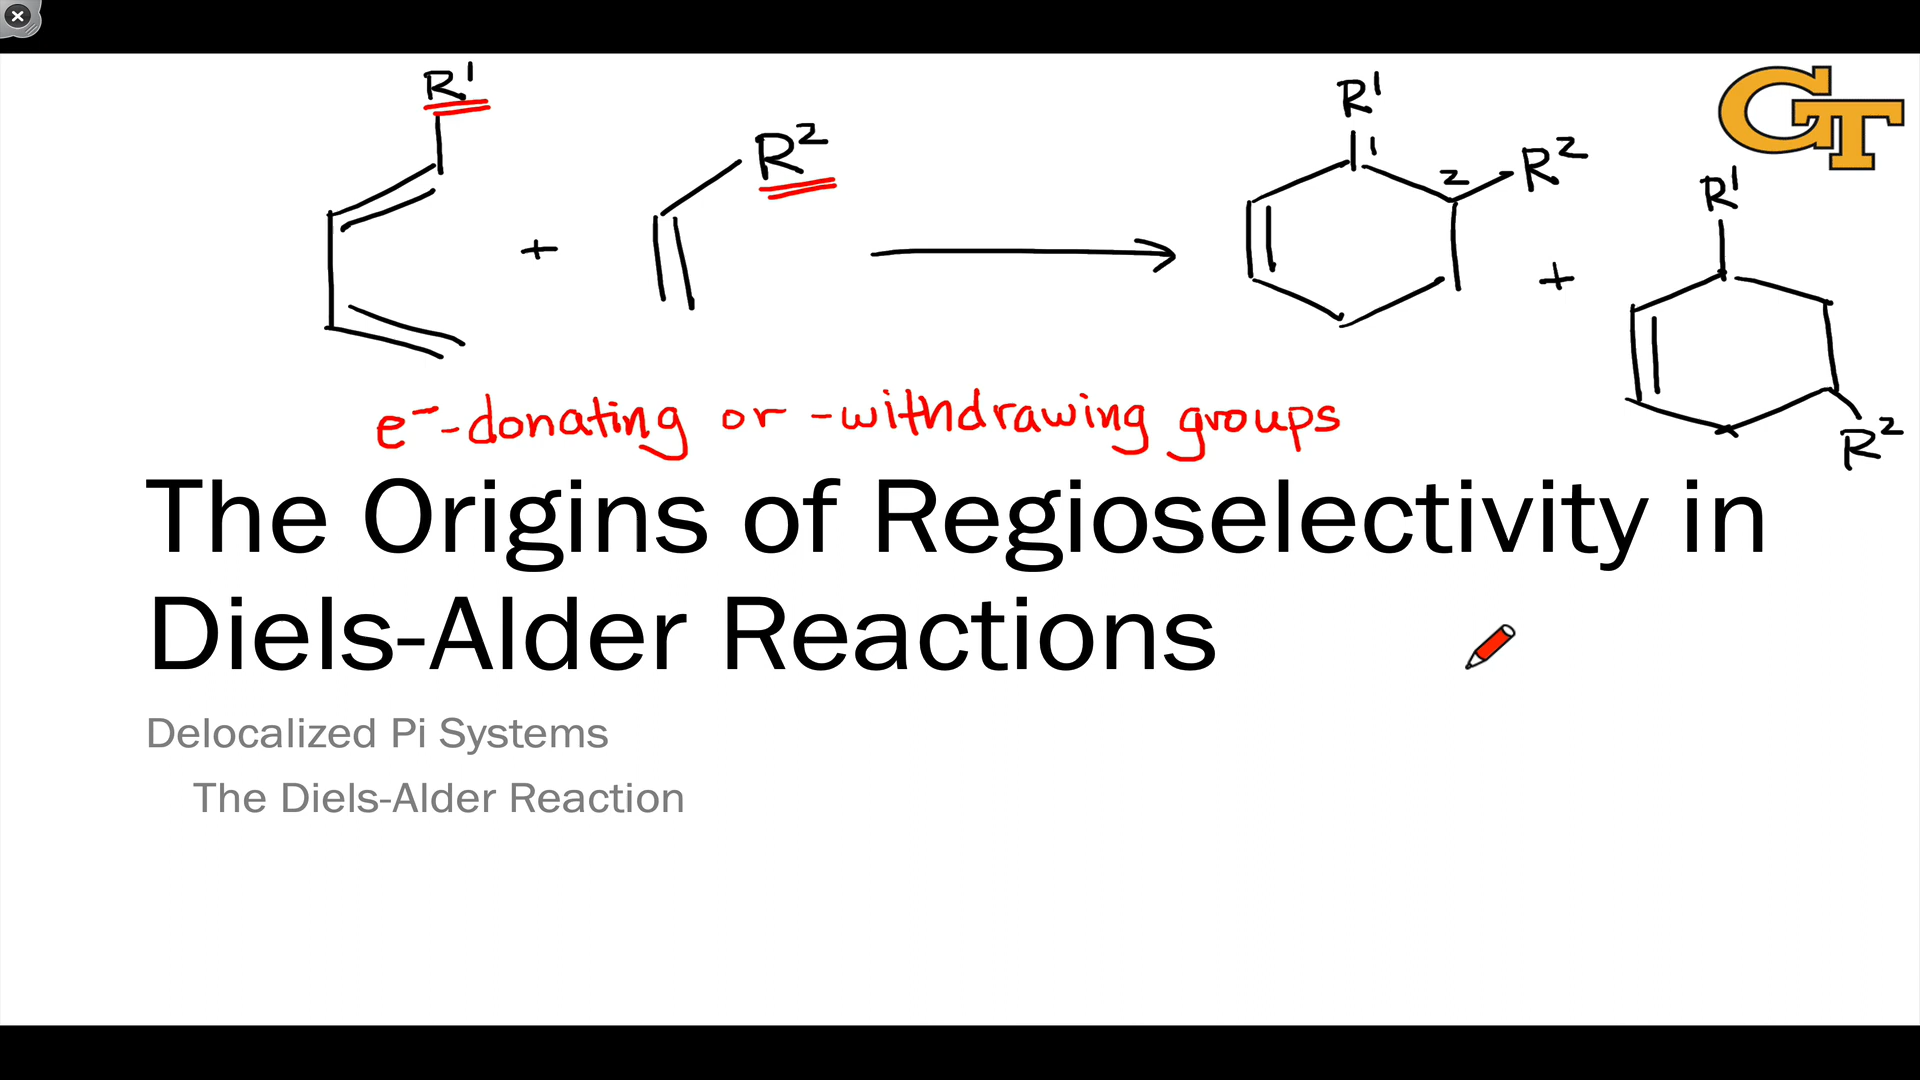 R¹
R²
+
R¹
1
2
R²
+
R¹
R²
GT
e⁻-donating or -withdrawing groups
The Origins of Regioselectivity in
Diels-Alder Reactions
Delocalized Pi Systems
The Diels-Alder Reaction